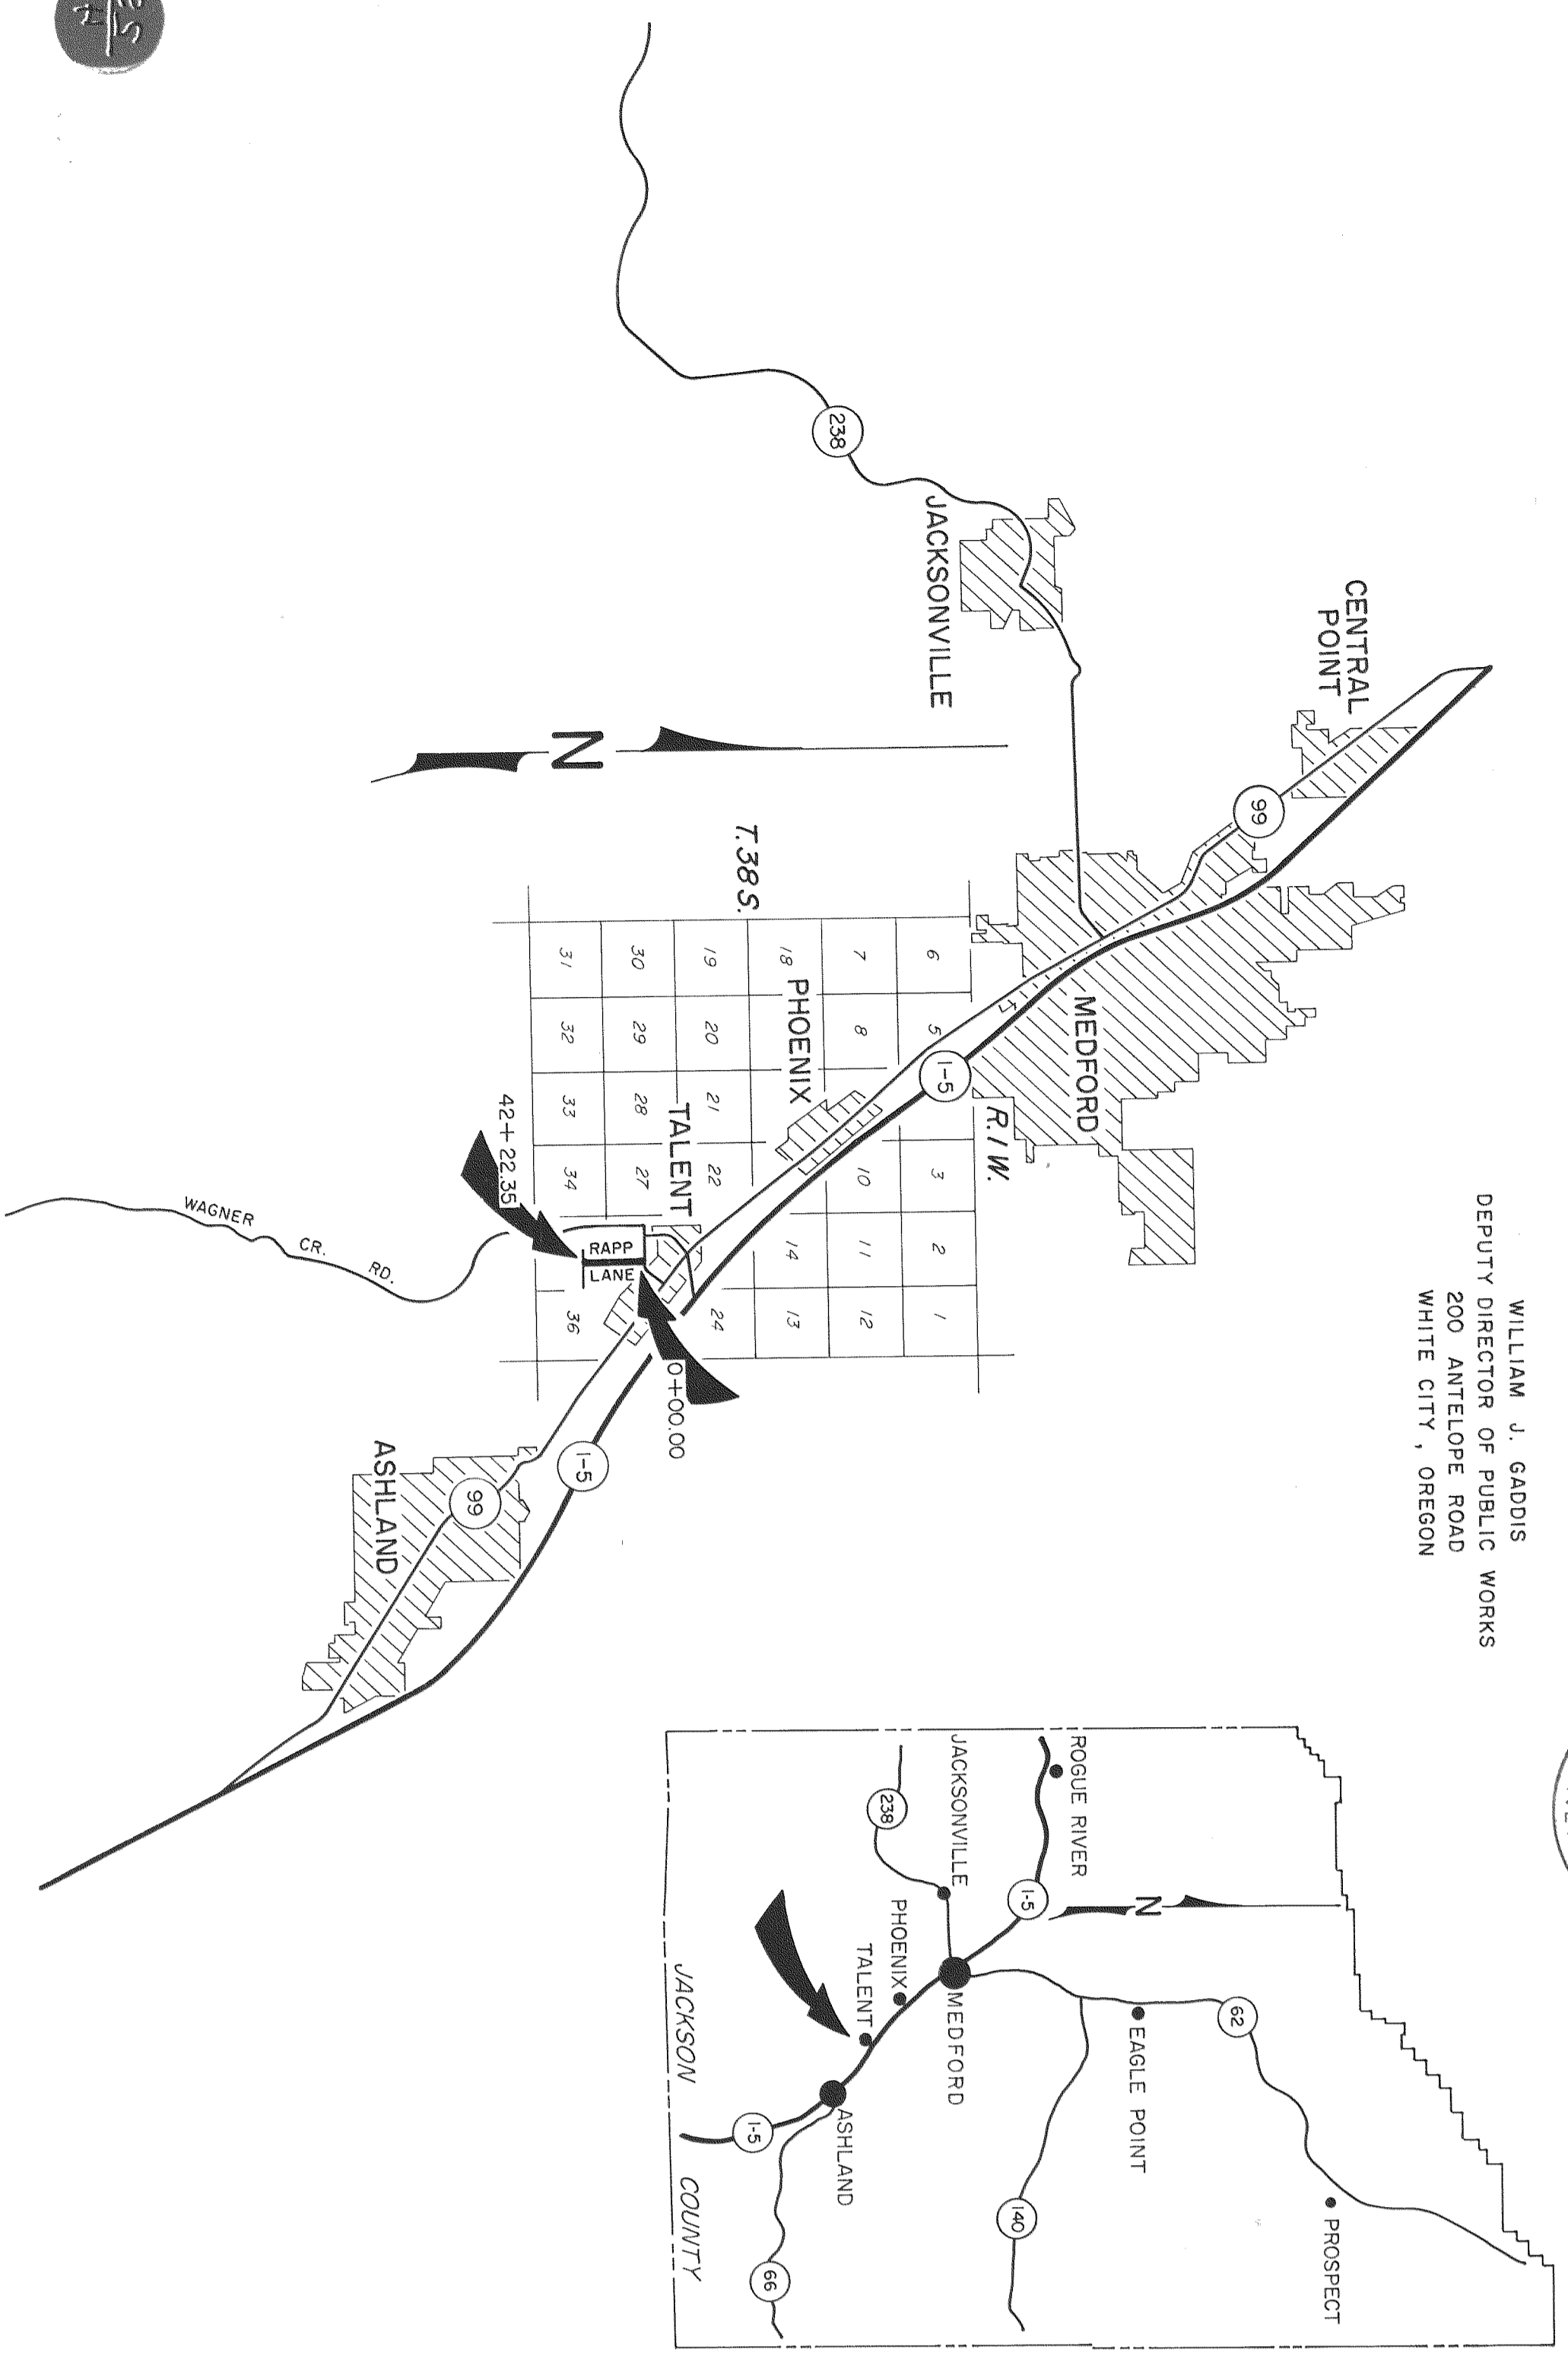 WILLIAM J. GADDIS
DEPUTY DIRECTOR OF PUBLIC WORKS
200 ANTELOPE ROAD
WHITE CITY, OREGON
CENTRAL
POINT
99
238
JACKSONVILLE
MEDFORD
N
T. 38 S.
R. 1 W.
I-5
6
5
3
2
1
7
8
10
11
12
18
PHOENIX
14
13
19
20
21
22
24
TALENT
30
29
28
27
31
32
33
34
36
RAPP
LANE
42+22.35
0+00.00
WAGNER
CR.
RD.
I-5
99
ASHLAND
PROSPECT
62
EAGLE POINT
ROGUE RIVER
I-5
N
140
JACKSONVILLE
238
MEDFORD
PHOENIX
TALENT
ASHLAND
I-5
66
JACKSON COUNTY